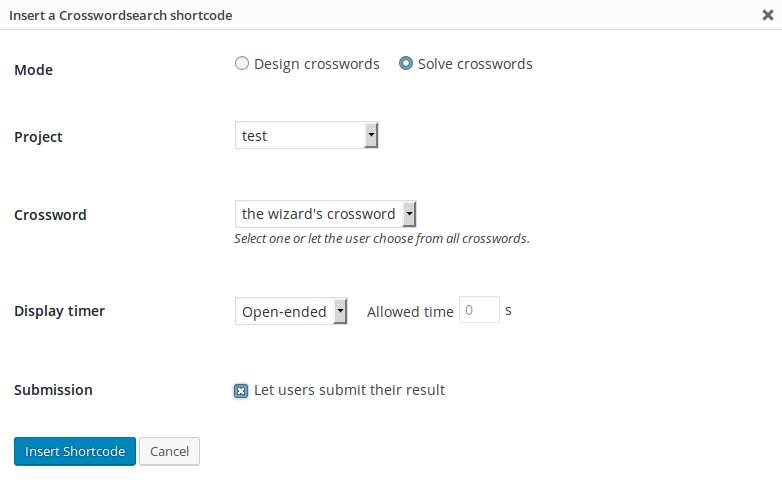 Insert a Crosswordsearch shortcode
Mode Design crosswords Solve crosswords
Project test
Crossword the wizard's crossword
Select one or let the user choose from all crosswords.
Display timer Open-ended Allowed time 0 s
Submission Let users submit their result
Insert Shortcode Cancel